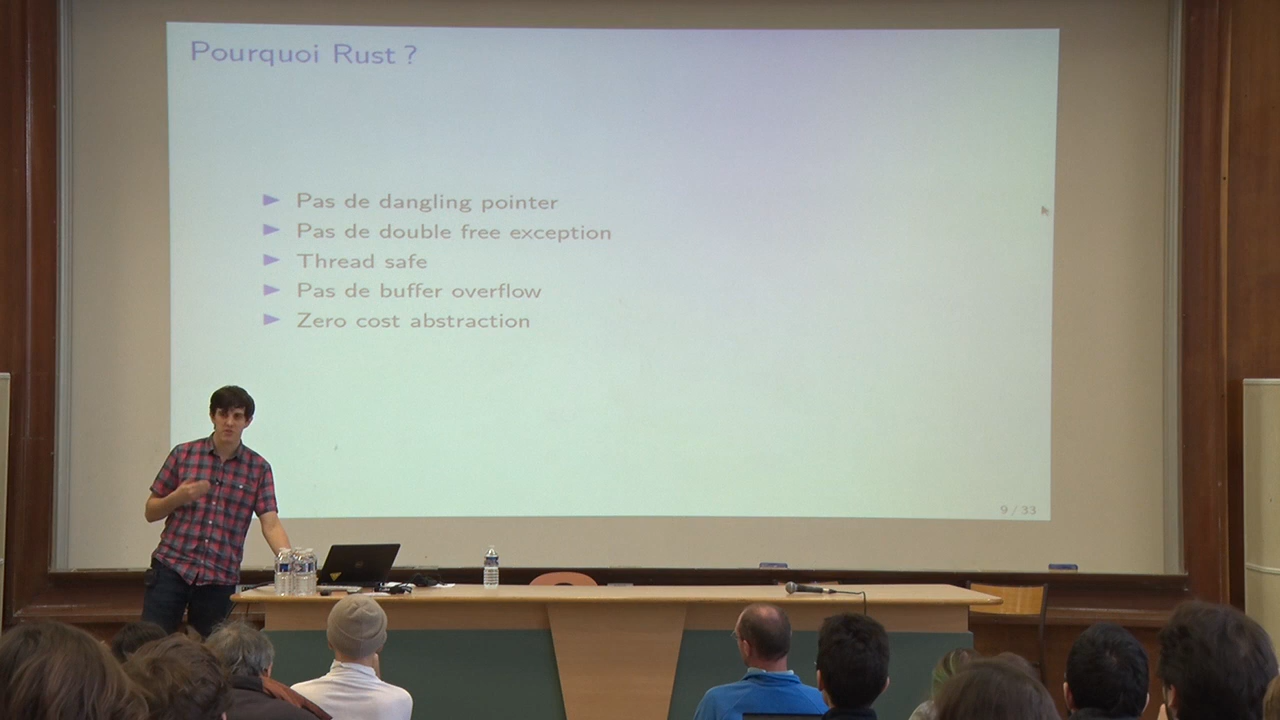 Pourquoi Rust ?
Pas de dangling pointer
Pas de double free exception
Thread safe
Pas de buffer overflow
Zero cost abstraction
9 / 33